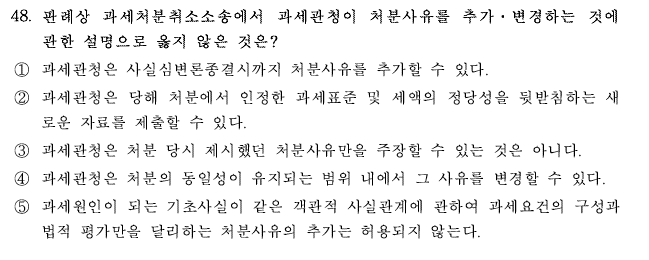 48. 판례상 과세처분취소소송에서 과세관청이 처분사유를 추가·변경하는 것에
관한 설명으로 옳지 않은 것은?
① 과세관청은 사실심변론종결시까지 처분사유를 추가할 수 있다.
② 과세관청은 당해 처분에서 인정한 과세표준 및 세액의 정당성을 뒷받침하는 새
로운 자료를 제출할 수 있다.
③ 과세관청은 처분 당시 제시했던 처분사유만을 주장할 수 있는 것은 아니다.
④ 과세관청은 처분의 동일성이 유지되는 범위 내에서 그 사유를 변경할 수 있다.
⑤ 과세원인이 되는 기초사실이 같은 객관적 사실관계에 관하여 과세요건의 구성과
법적 평가만을 달리하는 처분사유의 추가는 허용되지 않는다.